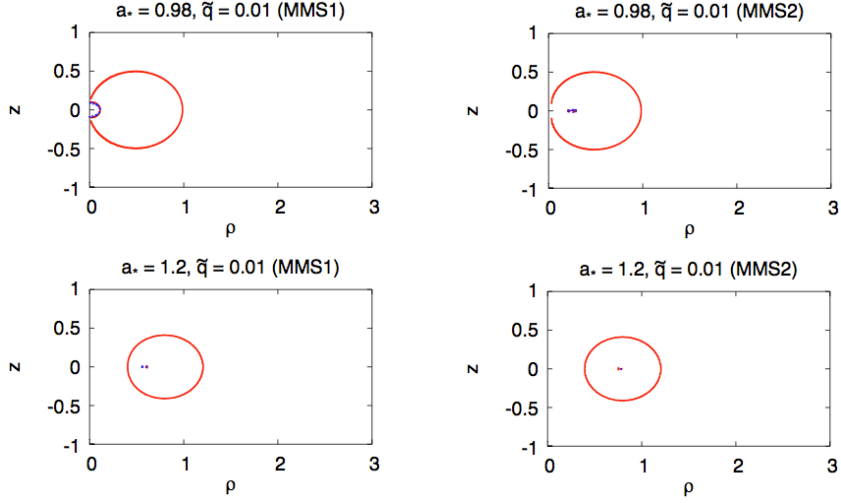 a* = 0.98, q̃ = 0.01 (MMS1)
1
0.5
0
-0.5
-1
z
0 1 2 3
ρ
a* = 0.98, q̃ = 0.01 (MMS2)
1
0.5
0
-0.5
-1
z
0 1 2 3
ρ
a* = 1.2, q̃ = 0.01 (MMS1)
1
0.5
0
-0.5
-1
z
0 1 2 3
ρ
a* = 1.2, q̃ = 0.01 (MMS2)
1
0.5
0
-0.5
-1
z
0 1 2 3
ρ